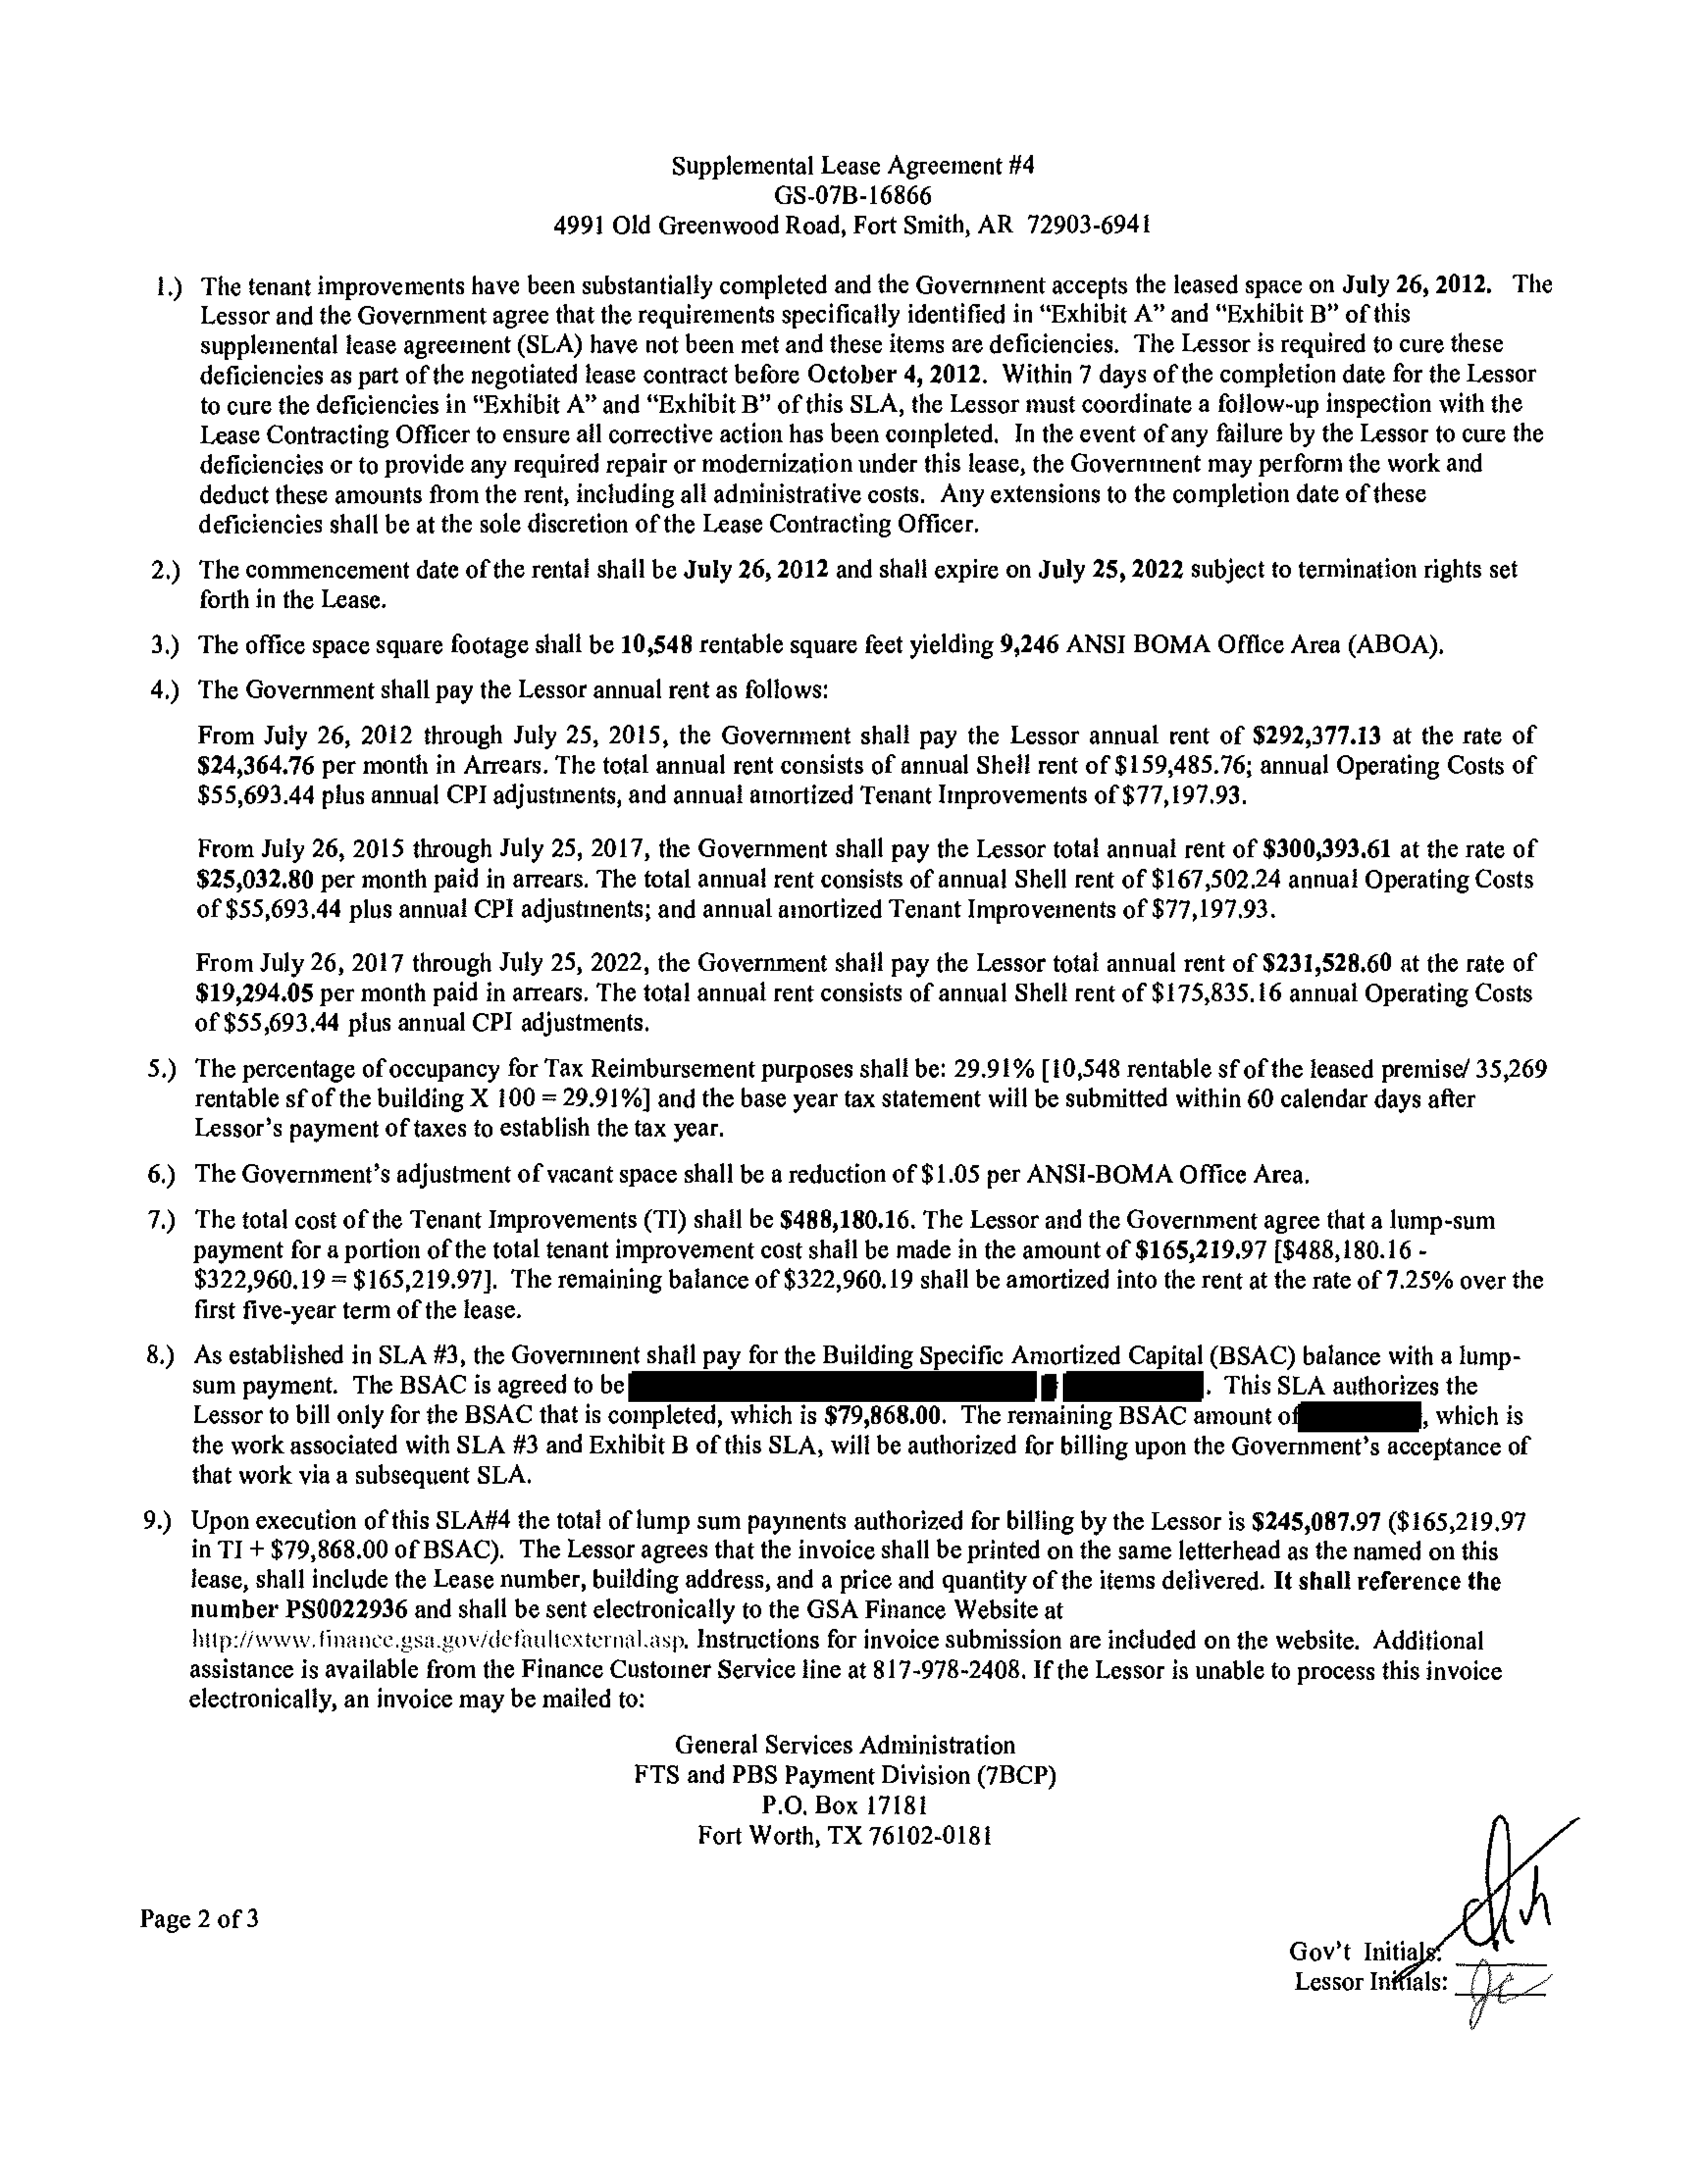 Supplemental Lease Agreement #4
GS-07B-16866
4991 Old Greenwood Road, Fort Smith, AR 72903-6941
1.) The tenant improvements have been substantially completed and the Government accepts the leased space on July 26, 2012. The
Lessor and the Government agree that the requirements specifically identified in “Exhibit A” and “Exhibit B” of this
supplemental lease agreement (SLA) have not been met and these items are deficiencies. The Lessor is required to cure these
deficiencies as part of the negotiated lease contract before October 4, 2012. Within 7 days of the completion date for the Lessor
to cure the deficiencies in “Exhibit A” and “Exhibit B” of this SLA, the Lessor must coordinate a follow-up inspection with the
Lease Contracting Officer to ensure all corrective action has been completed. In the event of any failure by the Lessor to cure the
deficiencies or to provide any required repair or modernization under this lease, the Government may perform the work and
deduct these amounts from the rent, including all administrative costs. Any extensions to the completion date of these
deficiencies shall be at the sole discretion of the Lease Contracting Officer.
2.) The commencement date of the rental shall be July 26, 2012 and shall expire on July 25, 2022 subject to termination rights set
forth in the Lease.
3.) The office space square footage shall be 10,548 rentable square feet yielding 9,246 ANSI BOMA Office Area (ABOA).
4.) The Government shall pay the Lessor annual rent as follows:
From July 26, 2012 through July 25, 2015, the Government shall pay the Lessor annual rent of $292,377.13 at the rate of
$24,364.76 per month in Arrears. The total annual rent consists of annual Shell rent of $159,485.76; annual Operating Costs of
$55,693.44 plus annual CPI adjustments, and annual amortized Tenant Improvements of $77,197.93.
From July 26, 2015 through July 25, 2017, the Government shall pay the Lessor total annual rent of $300,393.61 at the rate of
$25,032.80 per month paid in arrears. The total annual rent consists of annual Shell rent of $167,502.24 annual Operating Costs
of $55,693.44 plus annual CPI adjustments; and annual amortized Tenant Improvements of $77,197.93.
From July 26, 2017 through July 25, 2022, the Government shall pay the Lessor total annual rent of $231,528.60 at the rate of
$19,294.05 per month paid in arrears. The total annual rent consists of annual Shell rent of $175,835.16 annual Operating Costs
of $55,693.44 plus annual CPI adjustments.
5.) The percentage of occupancy for Tax Reimbursement purposes shall be: 29.91% [10,548 rentable sf of the leased premise/ 35,269
rentable sf of the building X 100 = 29.91%] and the base year tax statement will be submitted within 60 calendar days after
Lessor’s payment of taxes to establish the tax year.
6.) The Government’s adjustment of vacant space shall be a reduction of $1.05 per ANSI-BOMA Office Area.
7.) The total cost of the Tenant Improvements (TI) shall be $488,180.16. The Lessor and the Government agree that a lump-sum
payment for a portion of the total tenant improvement cost shall be made in the amount of $165,219.97 [$488,180.16 -
$322,960.19 = $165,219.97]. The remaining balance of $322,960.19 shall be amortized into the rent at the rate of 7.25% over the
first five-year term of the lease.
8.) As established in SLA #3, the Government shall pay for the Building Specific Amortized Capital (BSAC) balance with a lump-
sum payment. The BSAC is agreed to be . This SLA authorizes the
Lessor to bill only for the BSAC that is completed, which is $79,868.00. The remaining BSAC amount of , which is
the work associated with SLA #3 and Exhibit B of this SLA, will be authorized for billing upon the Government’s acceptance of
that work via a subsequent SLA.
9.) Upon execution of this SLA#4 the total of lump sum payments authorized for billing by the Lessor is $245,087.97 ($165,219.97
in TI + $79,868.00 of BSAC). The Lessor agrees that the invoice shall be printed on the same letterhead as the named on this
lease, shall include the Lease number, building address, and a price and quantity of the items delivered. It shall reference the
number PS0022936 and shall be sent electronically to the GSA Finance Website at
http://www.finance.gsa.gov/defaultexternal.asp. Instructions for invoice submission are included on the website. Additional
assistance is available from the Finance Customer Service line at 817-978-2408. If the Lessor is unable to process this invoice
electronically, an invoice may be mailed to:
General Services Administration
FTS and PBS Payment Division (7BCP)
P.O. Box 17181
Fort Worth, TX 76102-0181
Page 2 of 3
Gov’t Initials:
Lessor Initials: